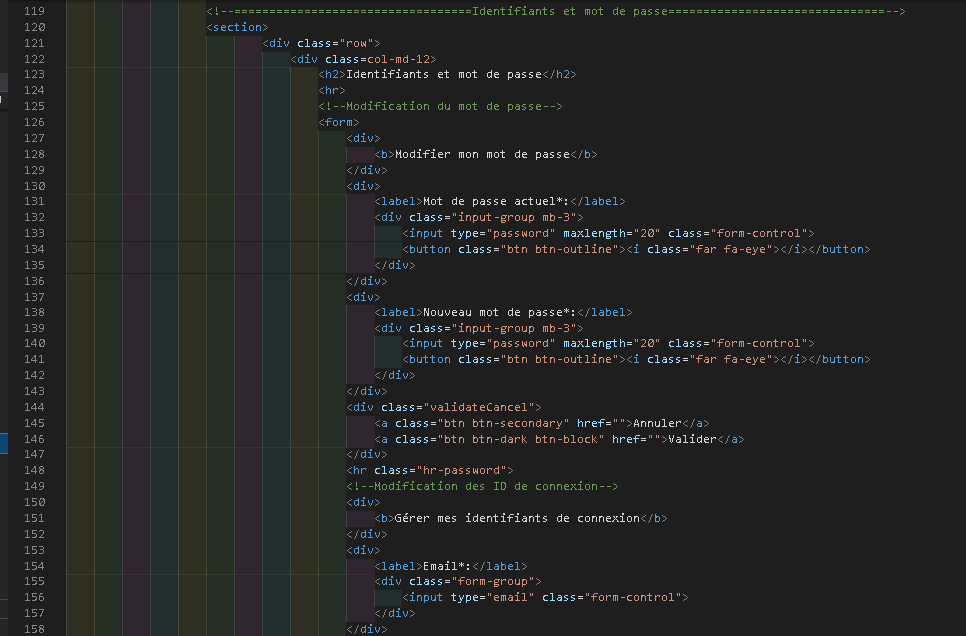 119 <!--==================================Identifiants et mot de passe===============================-->
120 <section>
121 <div class="row">
122 <div class=col-md-12>
123 <h2>Identifiants et mot de passe</h2>
124 <hr>
125 <!--Modification du mot de passe-->
126 <form>
127 <div>
128 <b>Modifier mon mot de passe</b>
129 </div>
130 <div>
131 <label>Mot de passe actuel*:</label>
132 <div class="input-group mb-3">
133 <input type="password" maxlength="20" class="form-control">
134 <button class="btn btn-outline"><i class="far fa-eye"></i></button>
135 </div>
136 </div>
137 <div>
138 <label>Nouveau mot de passe*:</label>
139 <div class="input-group mb-3">
140 <input type="password" maxlength="20" class="form-control">
141 <button class="btn btn-outline"><i class="far fa-eye"></i></button>
142 </div>
143 </div>
144 <div class="validateCancel">
145 <a class="btn btn-secondary" href="">Annuler</a>
146 <a class="btn btn-dark btn-block" href="">Valider</a>
147 </div>
148 <hr class="hr-password">
149 <!--Modification des ID de connexion-->
150 <div>
151 <b>Gérer mes identifiants de connexion</b>
152 </div>
153 <div>
154 <label>Email*:</label>
155 <div class="form-group">
156 <input type="email" class="form-control">
157 </div>
158 </div>